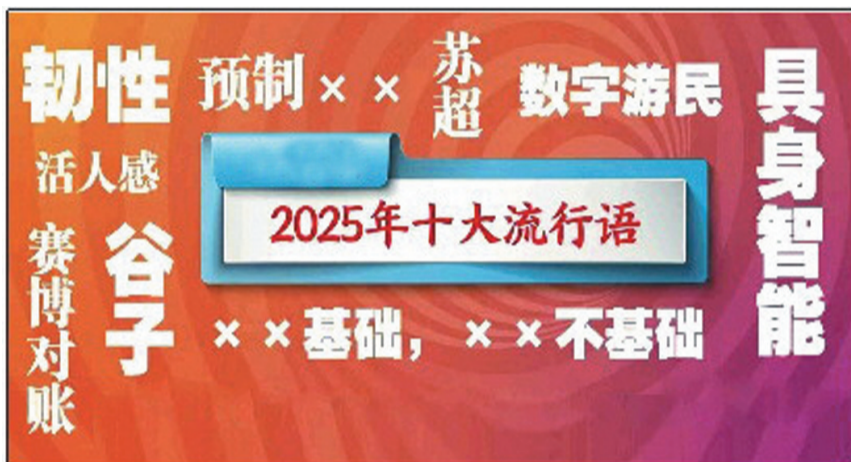 韧性
预制××
苏超
数字游民
具身智能
活人感
2025年十大流行语
赛博对账
谷子
××基础，××不基础